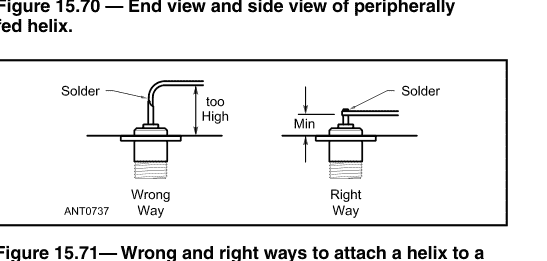 Figure 15.70 — End view and side view of peripherally
fed helix.
Solder
too
High
Wrong
Way
ANT0737
Solder
Min
Right
Way
Figure 15.71— Wrong and right ways to attach a helix to a